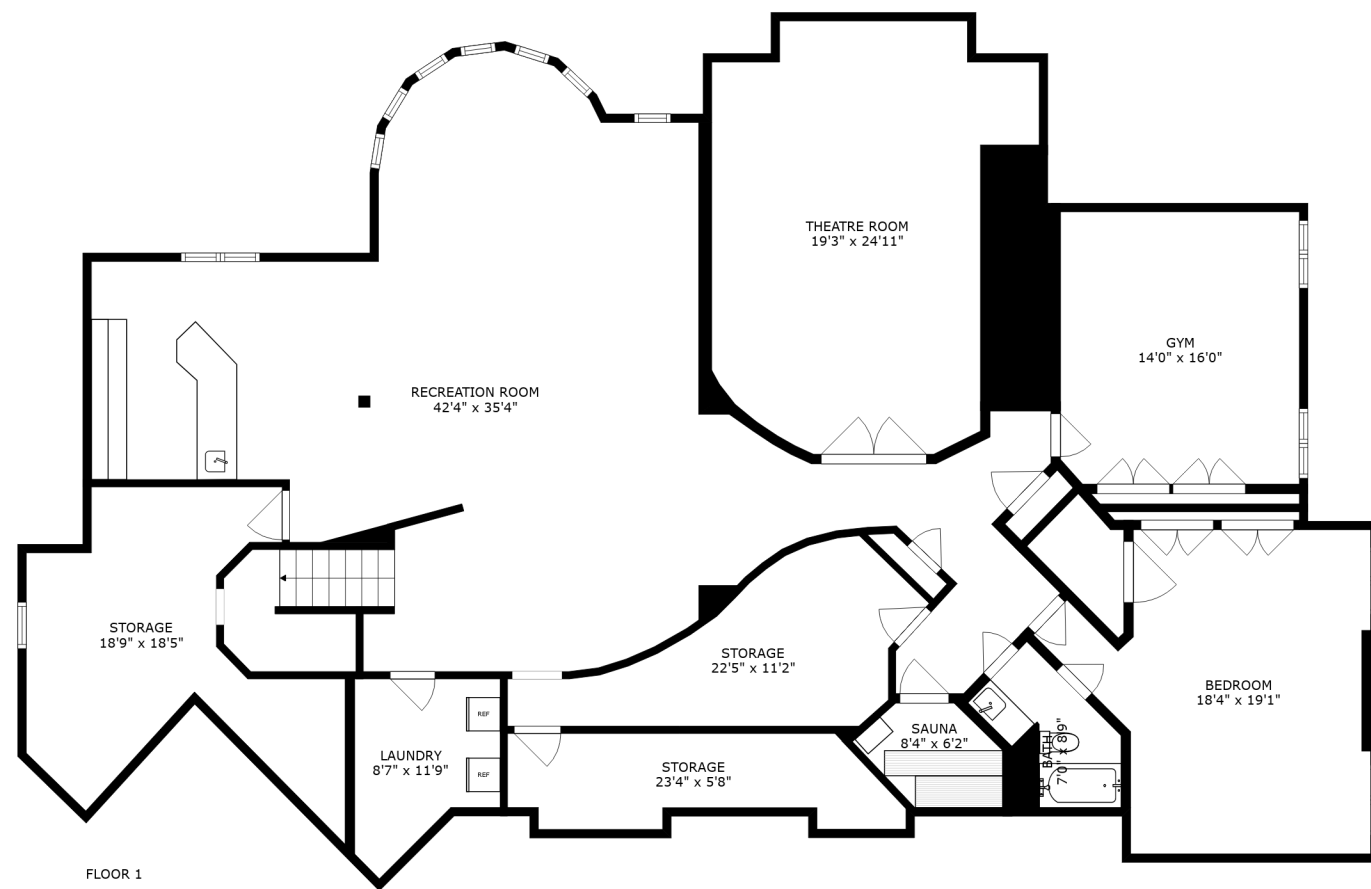 THEATRE ROOM
19'3" x 24'11"
GYM
14'0" x 16'0"
RECREATION ROOM
42'4" x 35'4"
STORAGE
18'9" x 18'5"
STORAGE
22'5" x 11'2"
BEDROOM
18'4" x 19'1"
REF
SAUNA
8'4" x 6'2"
BATH
7'0" x 8'9"
LAUNDRY
8'7" x 11'9"
REF
STORAGE
23'4" x 5'8"
FLOOR 1